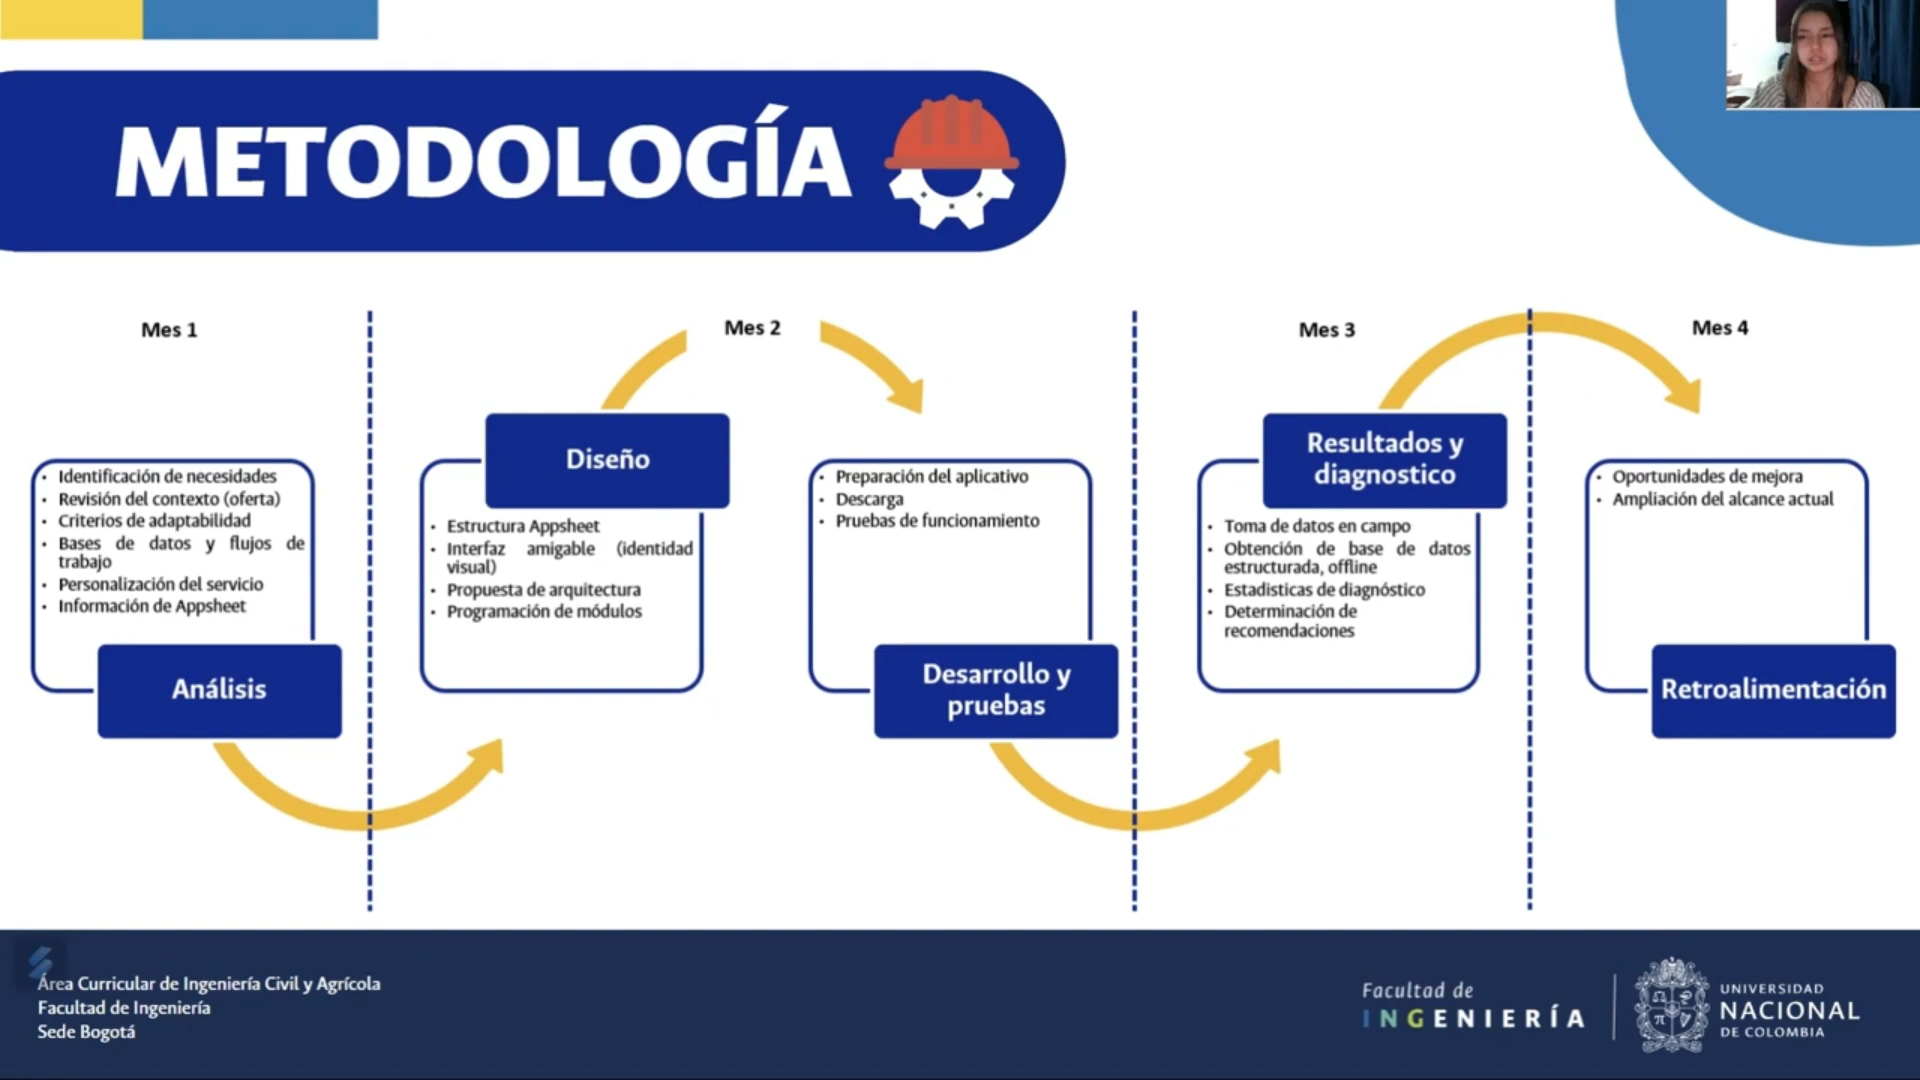 METODOLOGÍA
Mes 1
Mes 2
Mes 3
Mes 4
• Identificación de necesidades
• Revisión del contexto (oferta)
• Criterios de adaptabilidad
• Bases de datos y flujos de
trabajo
• Personalización del servicio
• Información de Appsheet
Análisis
Diseño
• Estructura Appsheet
• Interfaz amigable (identidad
visual)
• Propuesta de arquitectura
• Programación de módulos
• Preparación del aplicativo
• Descarga
• Pruebas de funcionamiento
Desarrollo y
pruebas
Resultados y
diagnostico
• Toma de datos en campo
• Obtención de base de datos
estructurada, offline
• Estadisticas de diagnóstico
• Determinación de
recomendaciones
• Oportunidades de mejora
• Ampliación del alcance actual
Retroalimentación
Área Curricular de Ingeniería Civil y Agrícola
Facultad de Ingeniería
Sede Bogotá
Facultad de
INGENIERÍA
UNIVERSIDAD
NACIONAL
DE COLOMBIA